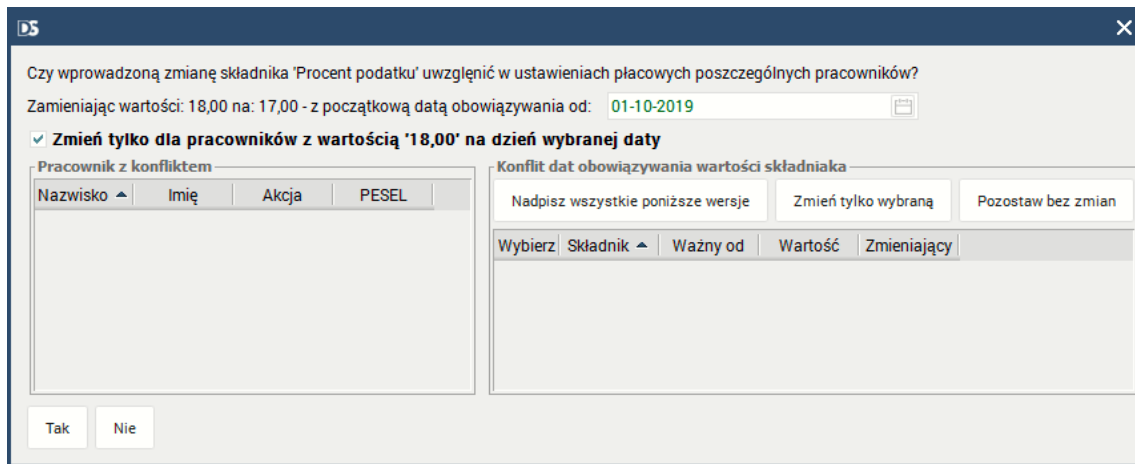 D5
Czy wprowadzoną zmianę składnika 'Procent podatku' uwzglęnić w ustawieniach płacowych poszczególnych pracowników?
Zamieniając wartości: 18,00 na: 17,00 - z początkową datą obowiązywania od: 01-10-2019
Zmień tylko dla pracowników z wartością '18,00' na dzień wybranej daty
Pracownik z konfliktem
Nazwisko Imię Akcja PESEL
Konflit dat obowiązywania wartości składniaka
Nadpisz wszystkie poniższe wersje Zmień tylko wybraną Pozostaw bez zmian
Wybierz Składnik Ważny od Wartość Zmieniający
Tak Nie